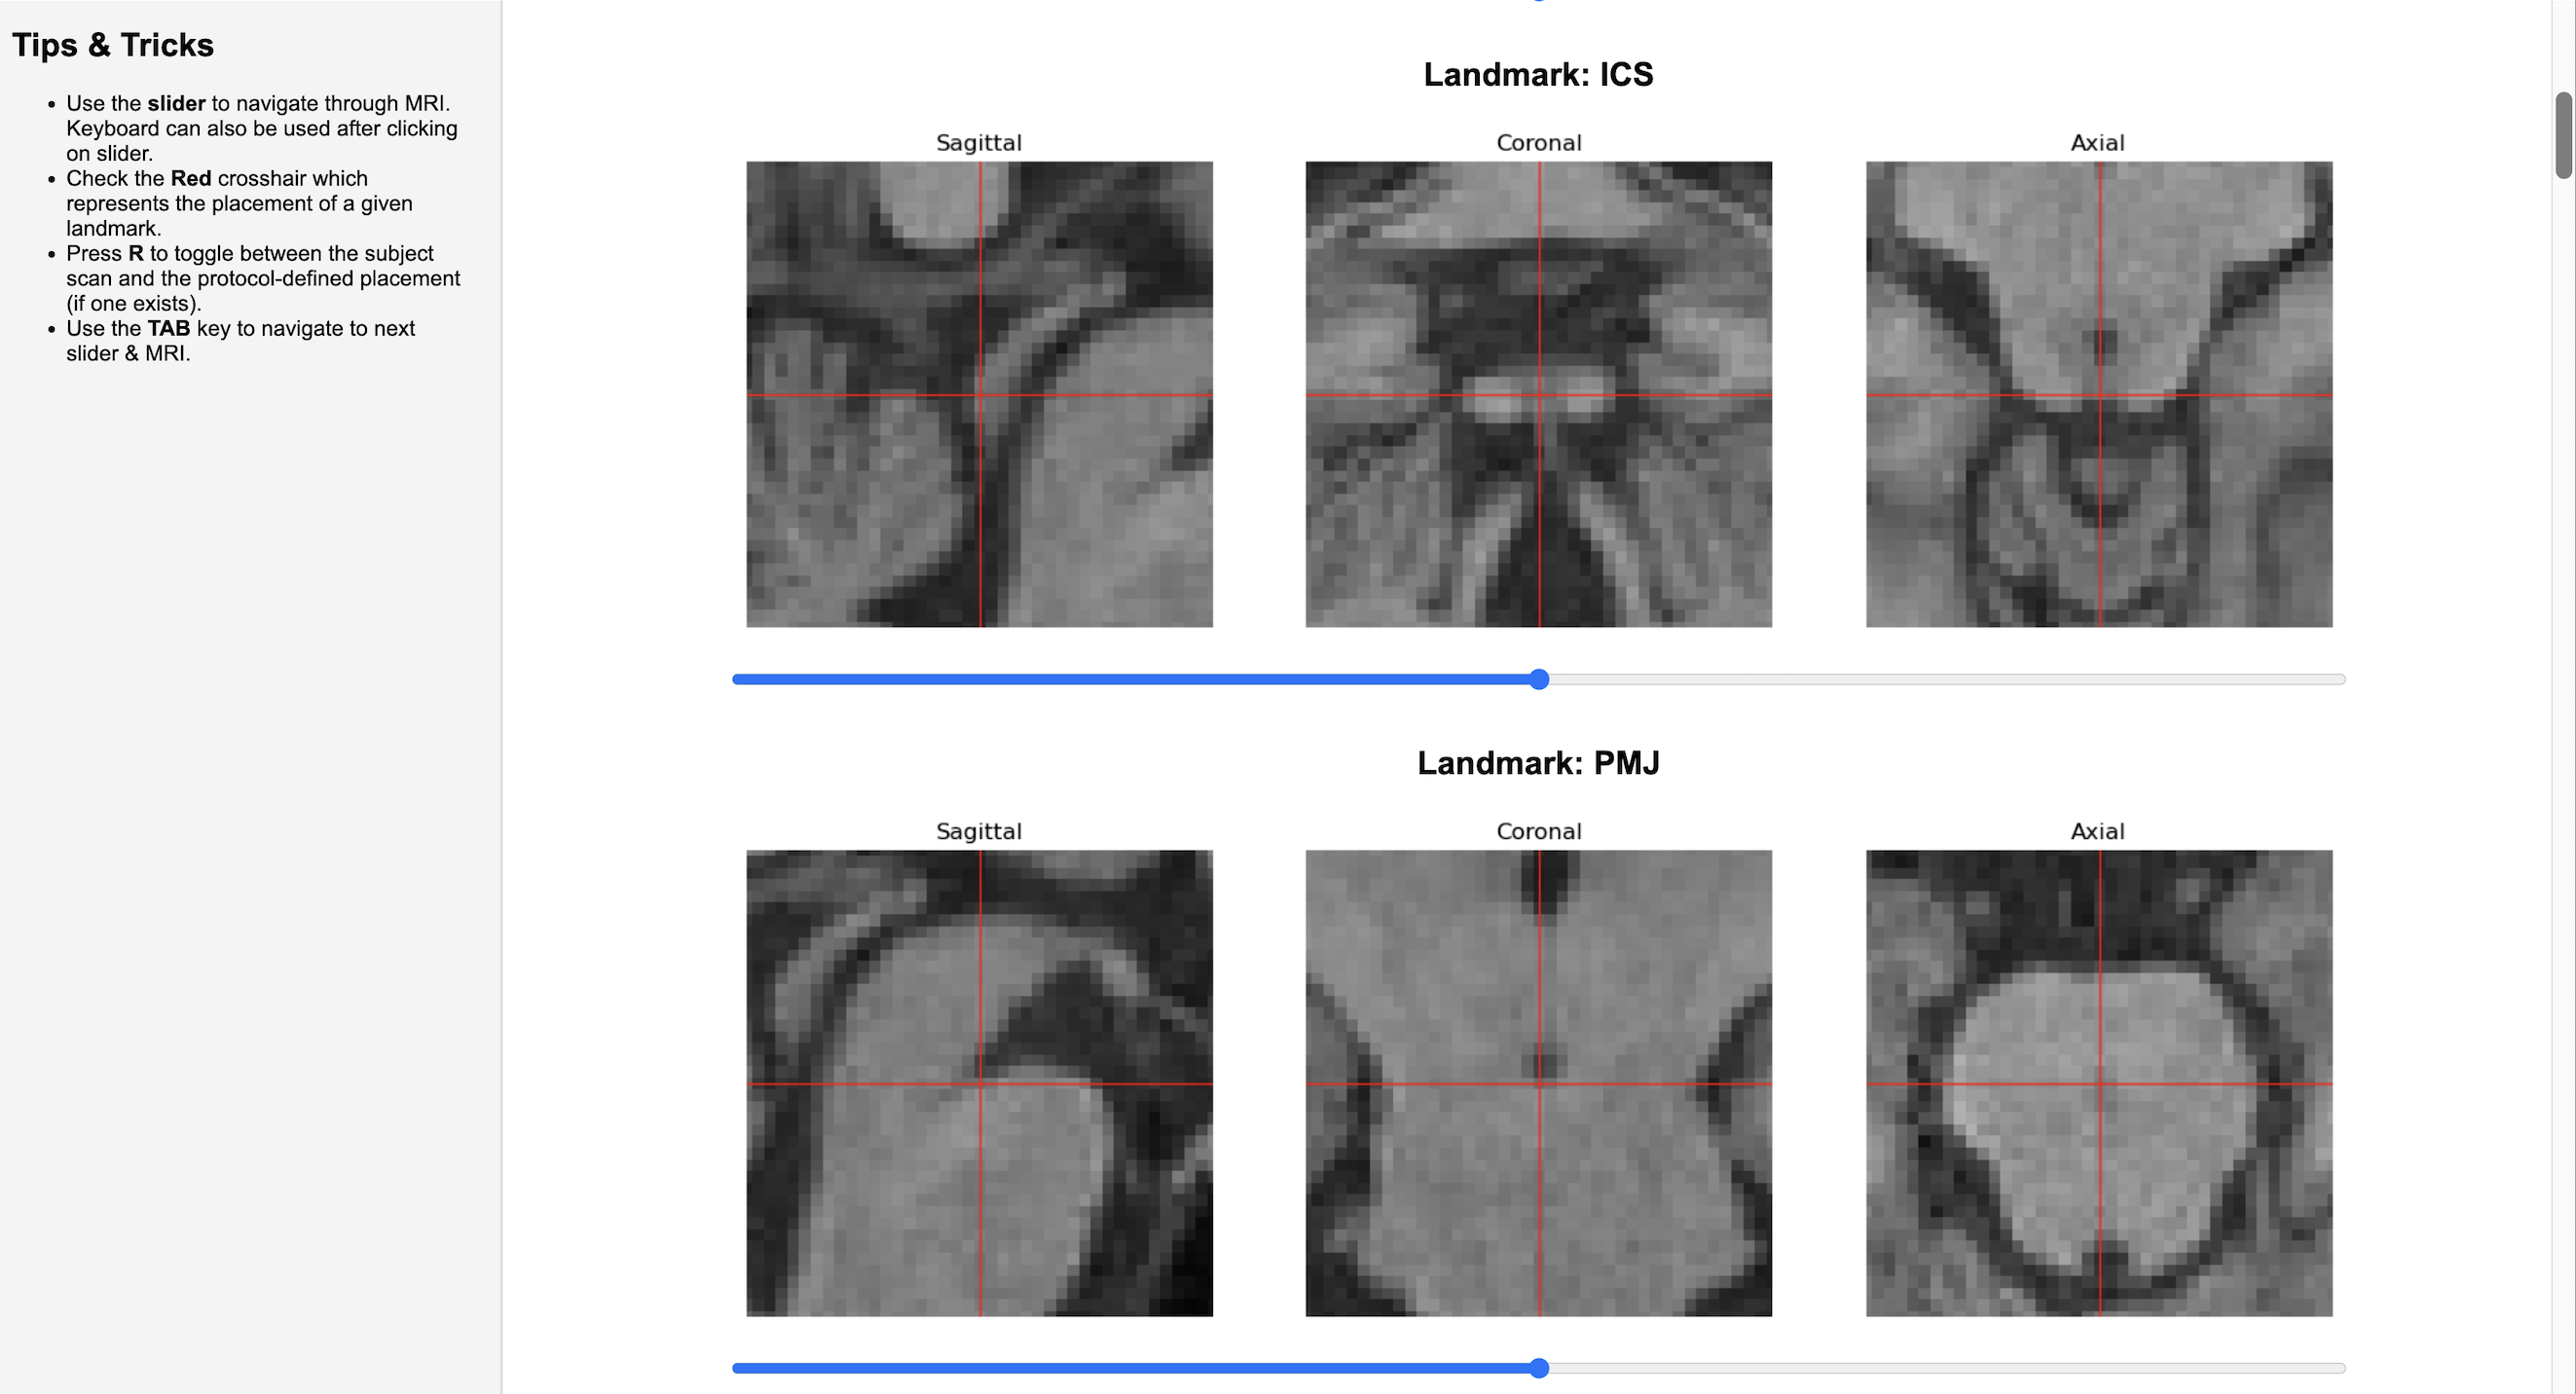 Tips & Tricks
• Use the slider to navigate through MRI.
Keyboard can also be used after clicking
on slider.
• Check the Red crosshair which
represents the placement of a given
landmark.
• Press R to toggle between the subject
scan and the protocol-defined placement
(if one exists).
• Use the TAB key to navigate to next
slider & MRI.
Landmark: ICS
Sagittal
Coronal
Axial
Landmark: PMJ
Sagittal
Coronal
Axial